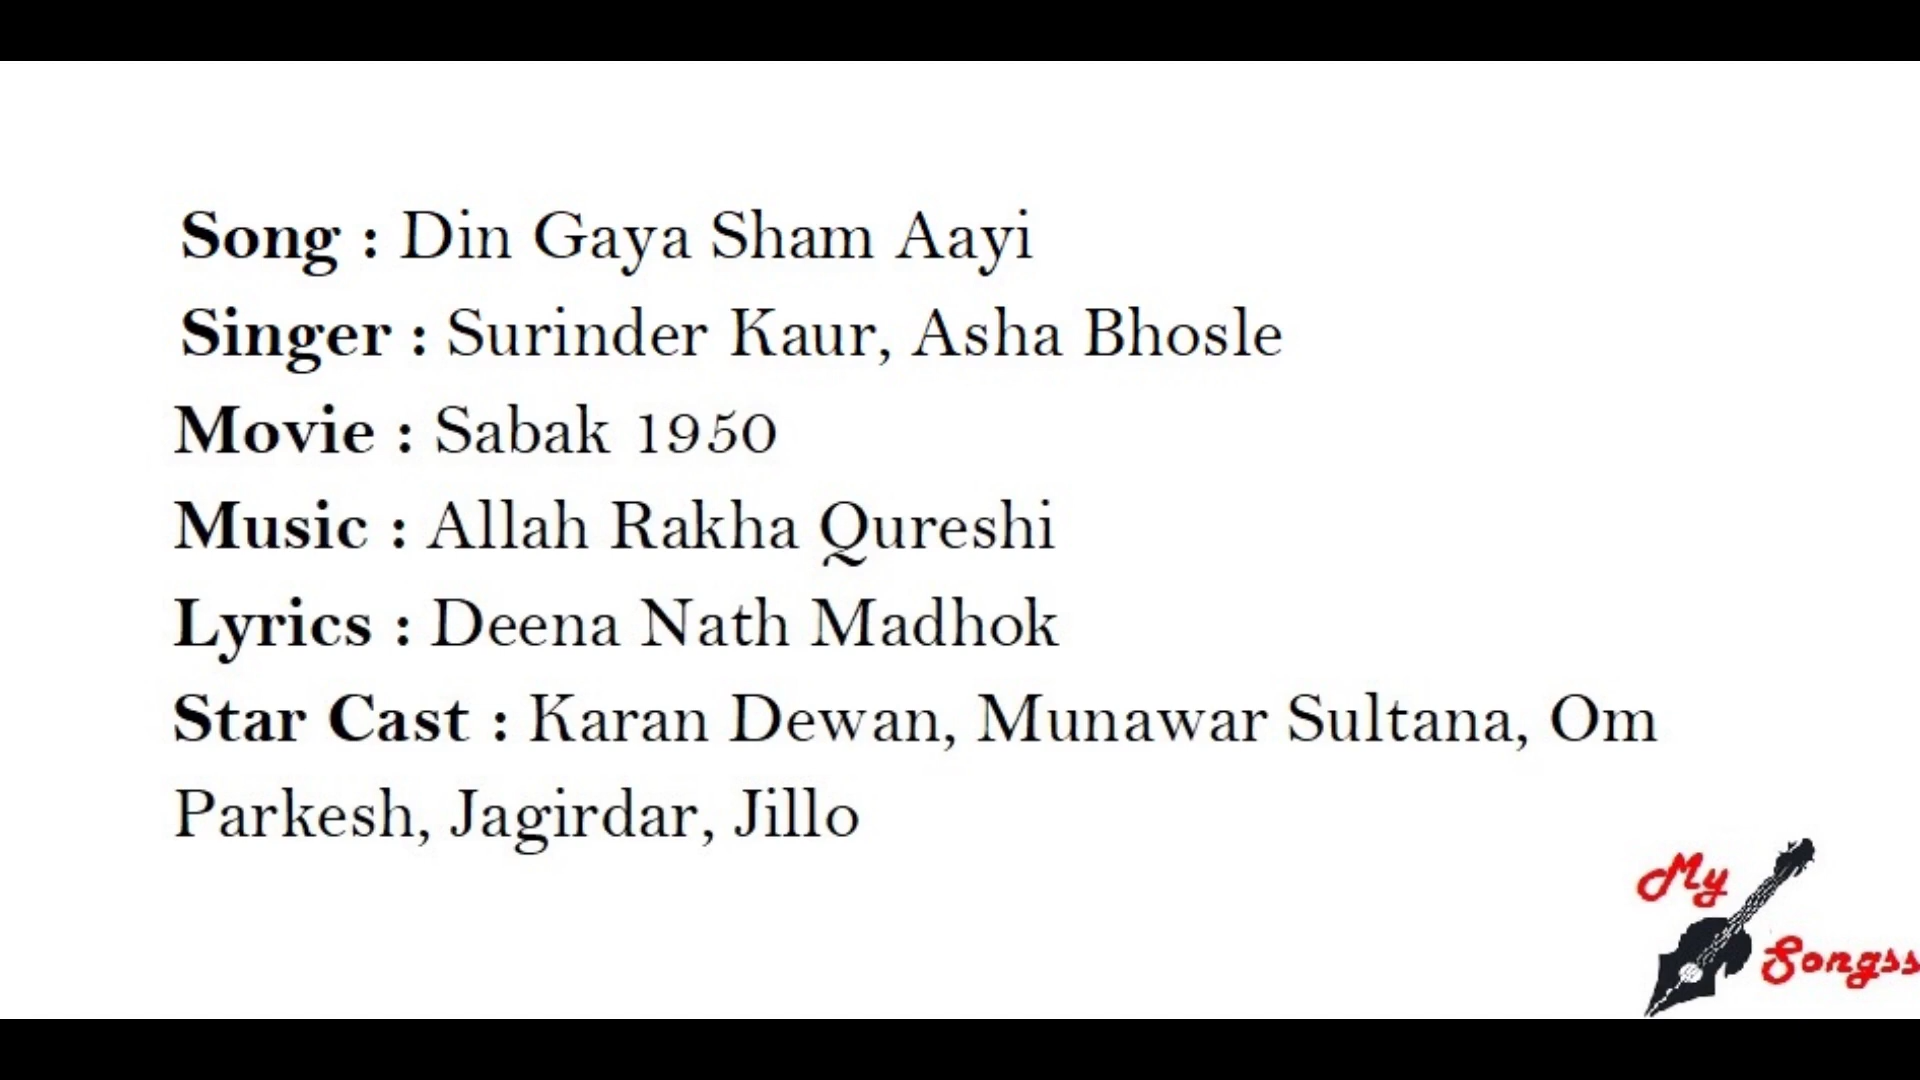 Song : Din Gaya Sham Aayi
Singer : Surinder Kaur, Asha Bhosle
Movie : Sabak 1950
Music : Allah Rakha Qureshi
Lyrics : Deena Nath Madhok
Star Cast : Karan Dewan, Munawar Sultana, Om
Parkesh, Jagirdar, Jillo
My
Songss